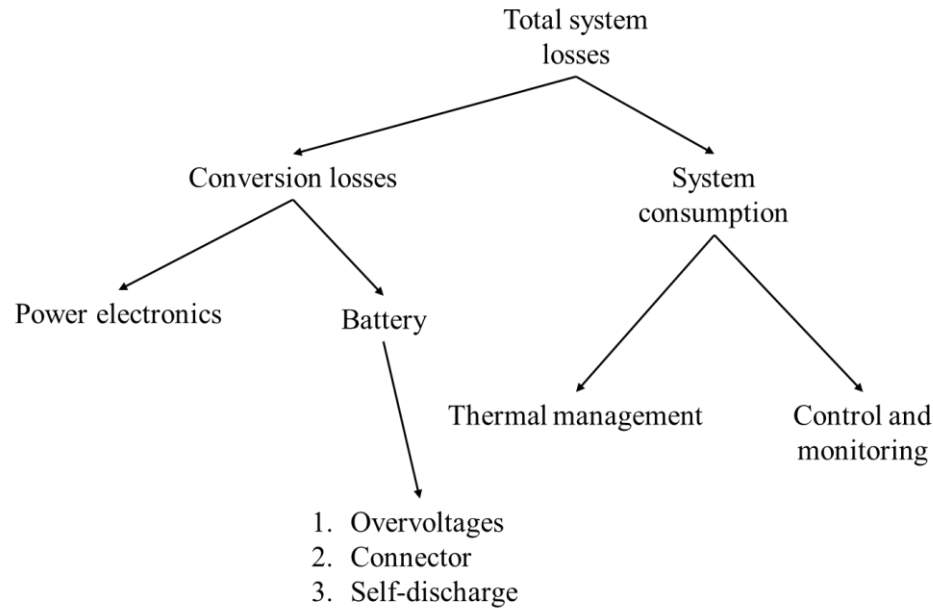 Total system
losses
Conversion losses
System
consumption
Power electronics
Battery
Thermal management
Control and
monitoring
1. Overvoltages
2. Connector
3. Self-discharge